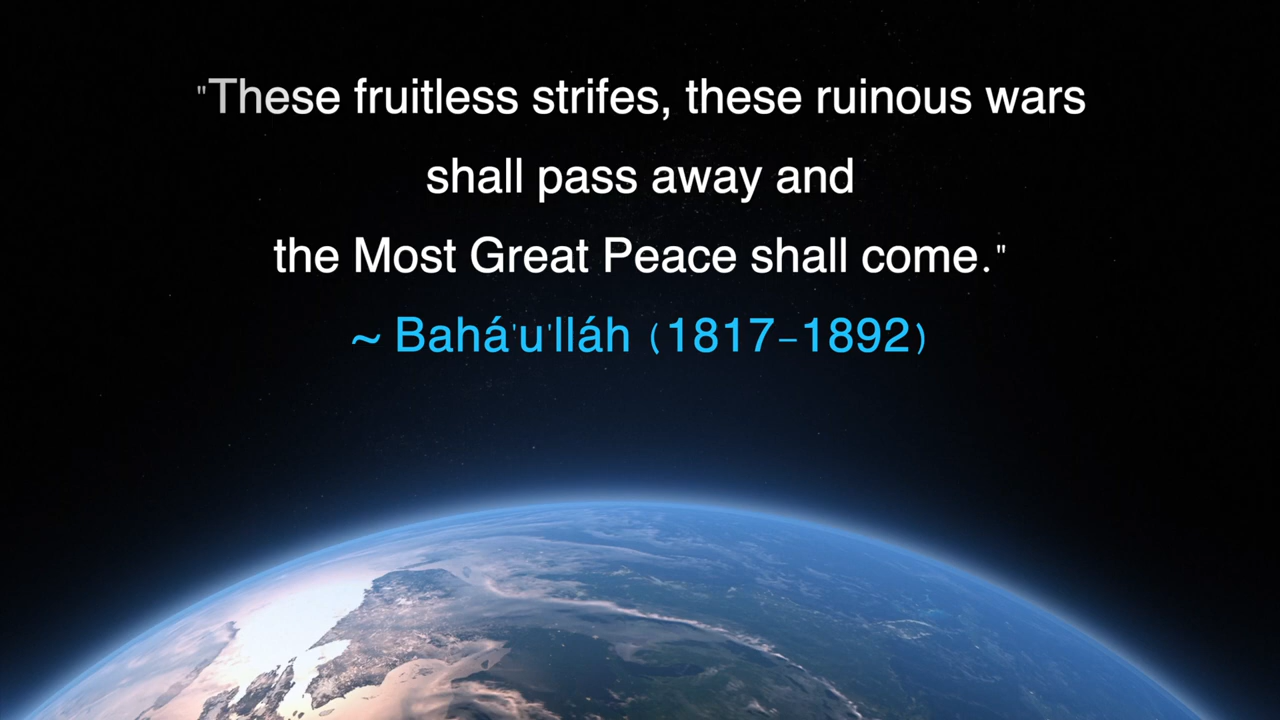 "These fruitless strifes, these ruinous wars
shall pass away and
the Most Great Peace shall come."
~ Bahá'u'lláh (1817–1892)